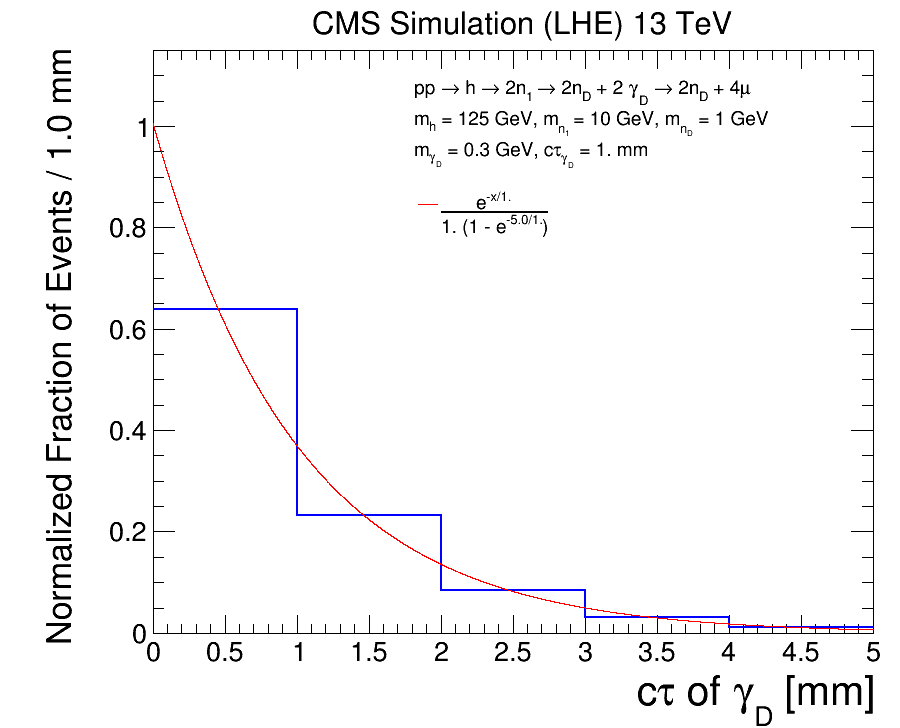 CMS Simulation (LHE) 13 TeV
Normalized Fraction of Events / 1.0 mm
pp → h → 2n₁ → 2n_D + 2 γ_D → 2n_D + 4μ
m_h = 125 GeV, m_n₁ = 10 GeV, m_n_D = 1 GeV
m_γ_D = 0.3 GeV, cτ_γ_D = 1. mm
e^-x/1.
1. (1 - e^-5.0/1.)
1
0.8
0.6
0.4
0.2
0
0 0.5 1 1.5 2 2.5 3 3.5 4 4.5 5
cτ of γ_D [mm]